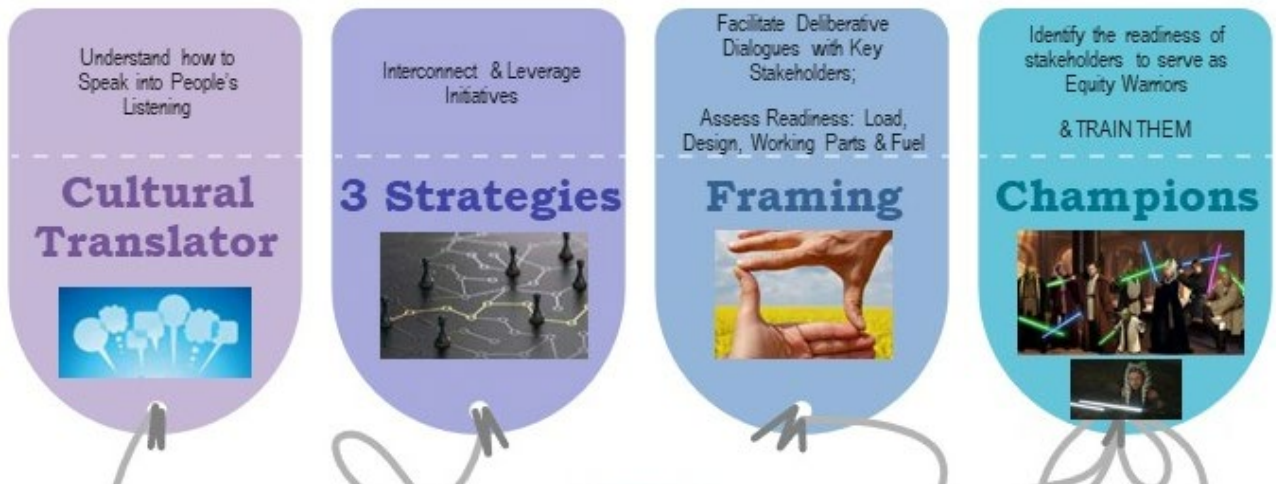 Understand how to
Speak into People's
Listening
Cultural
Translator
Interconnect & Leverage
Initiatives
3 Strategies
Facilitate Deliberative
Dialogues with Key
Stakeholders;
Assess Readiness: Load,
Design, Working Parts & Fuel
Framing
Identify the readiness of
stakeholders to serve as
Equity Warriors
& TRAIN THEM
Champions